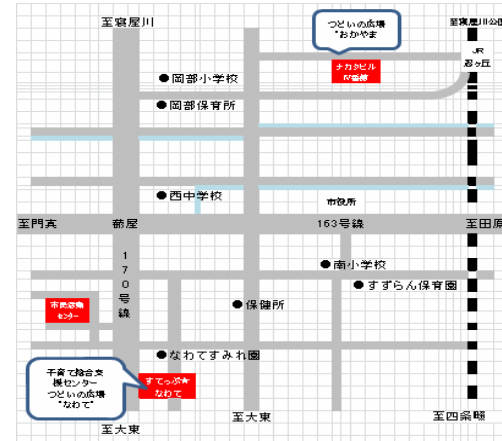 至寝屋川
つどいの広場
"おかやま
至寝屋川公園
JR
忍ヶ丘
ナカタビル
Ⅳ番館
●岡部小学校
●岡部保育所
●西中学校
市役所
至門真
蔀屋
163号線
至田原
170号線
●南小学校
●すずらん保育園
市民活動
センター
●保健所
●なわてすみれ園
子育て総合支
援センター
つどいの広場
"なわて"
すてっぷ★
なわて
至大東
至大東
至四条畷